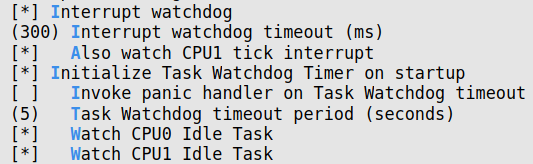 [*] Interrupt watchdog
(300) Interrupt watchdog timeout (ms)
[*]   Also watch CPU1 tick interrupt
[*] Initialize Task Watchdog Timer on startup
[ ]   Invoke panic handler on Task Watchdog timeout
(5)   Task Watchdog timeout period (seconds)
[*]   Watch CPU0 Idle Task
[*]   Watch CPU1 Idle Task